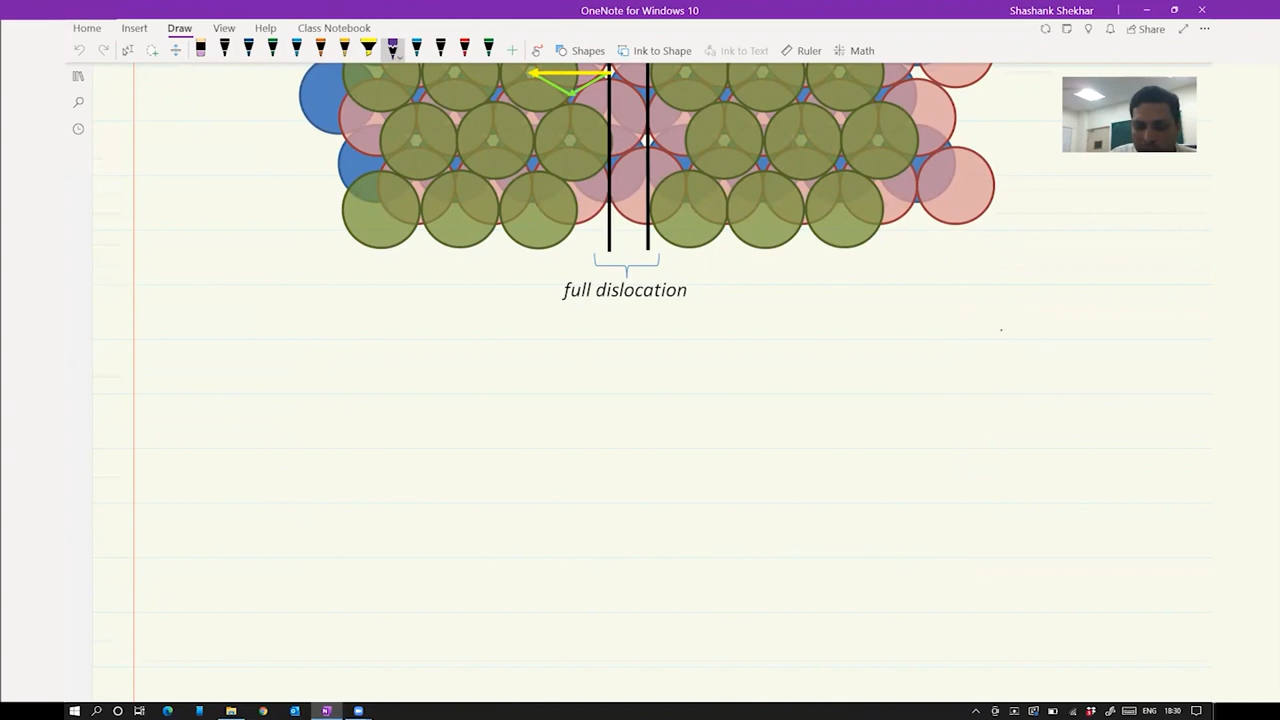 OneNote for Windows 10
Shashank Shekhar
Home Insert Draw View Help Class Notebook
Share
Shapes Ink to Shape Ink to Text Ruler Math
full dislocation
ENG 18:30